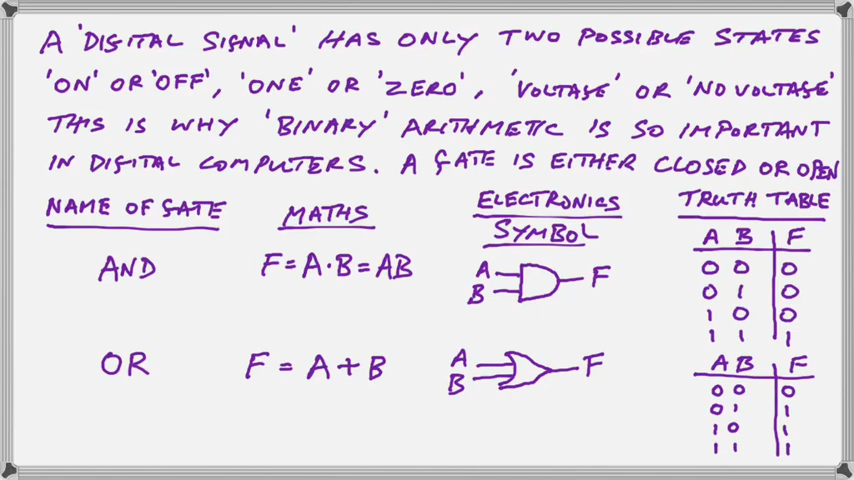 A 'DIGITAL SIGNAL' HAS ONLY TWO POSSIBLE STATES
'ON' OR 'OFF', 'ONE' OR 'ZERO', 'VOLTAGE' OR 'NO VOLTAGE'
THIS IS WHY 'BINARY' ARITHMETIC IS SO IMPORTANT
IN DIGITAL COMPUTERS. A GATE IS EITHER CLOSED OR OPEN
NAME OF GATE MATHS ELECTRONICS SYMBOL TRUTH TABLE
A B F
AND F = A·B = AB A B F
0 0 0
0 1 0
1 0 0
1 1 1
A B F
OR F = A + B A B F
0 0 0
0 1 1
1 0 1
1 1 1